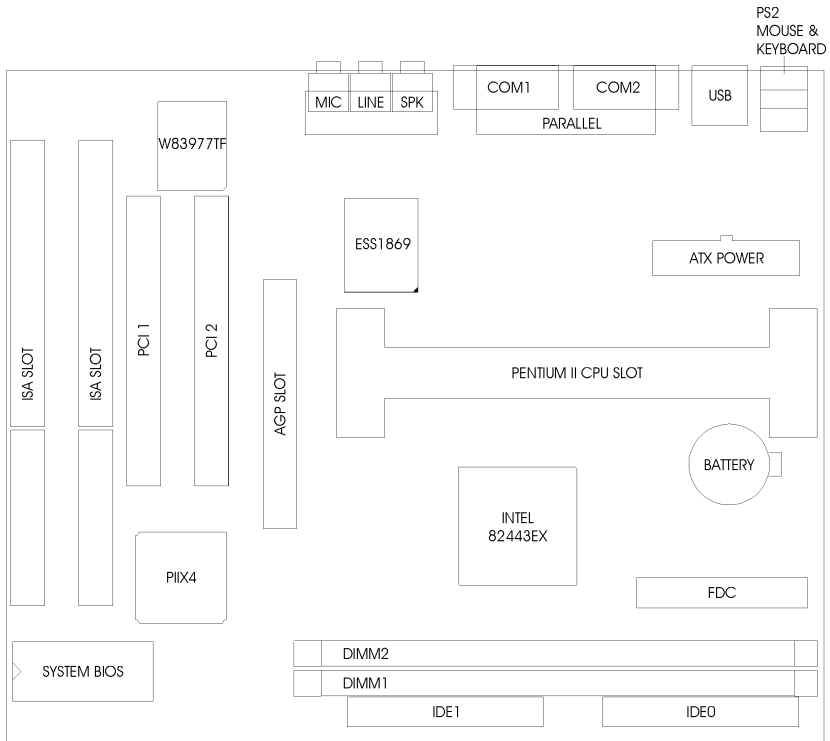 PS2
MOUSE &
KEYBOARD
MIC
LINE
SPK
COM1
COM2
USB
PARALLEL
W83977TF
ESS1869
ATX POWER
ISA SLOT
ISA SLOT
PCI 1
PCI 2
AGP SLOT
PENTIUM II CPU SLOT
BATTERY
INTEL
82443EX
PIIX4
FDC
SYSTEM BIOS
DIMM2
DIMM1
IDE1
IDE0